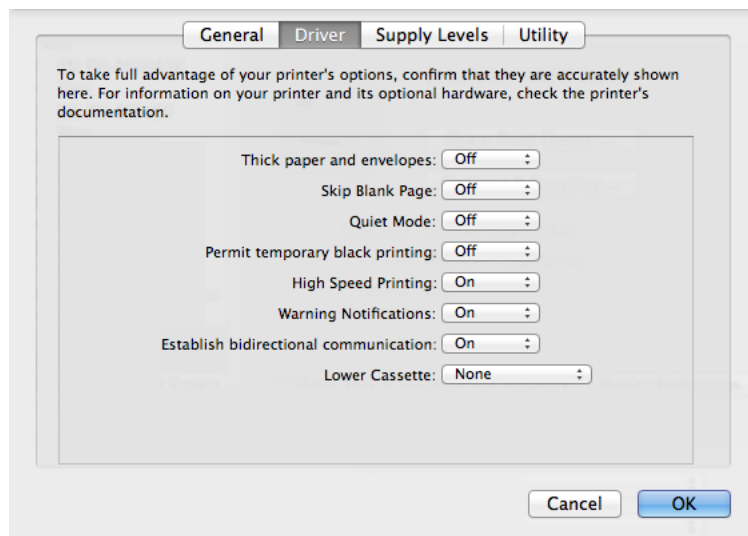 General Driver Supply Levels Utility
To take full advantage of your printer's options, confirm that they are accurately shown
here. For information on your printer and its optional hardware, check the printer's
documentation.
Thick paper and envelopes: Off
Skip Blank Page: Off
Quiet Mode: Off
Permit temporary black printing: Off
High Speed Printing: On
Warning Notifications: On
Establish bidirectional communication: On
Lower Cassette: None
Cancel OK